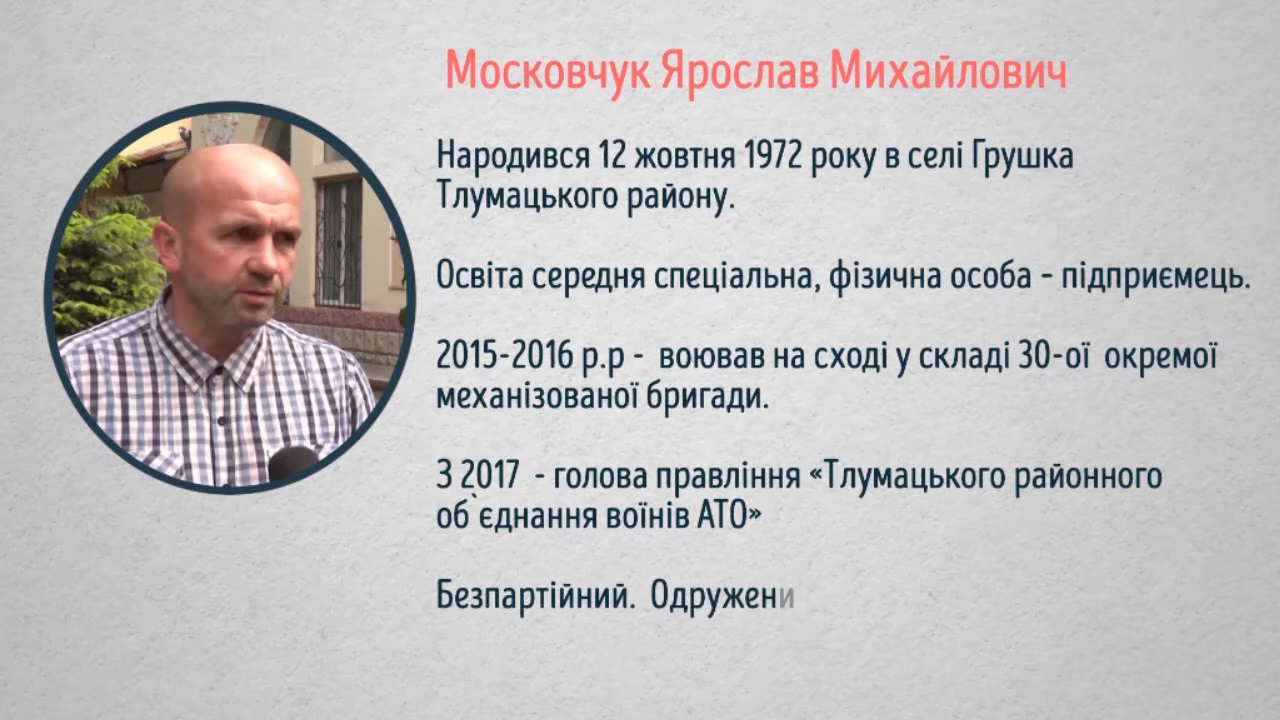 Московчук Ярослав Михайлович
Народився 12 жовтня 1972 року в селі Грушка
Тлумацького району.
Освіта середня спеціальна, фізична особа - підприємець.
2015-2016 р.р - воював на сході у складі 30-ої окремої
механізованої бригади.
З 2017 - голова правління «Тлумацького районного
об`єднання воїнів АТО»
Безпартійний. Одружени